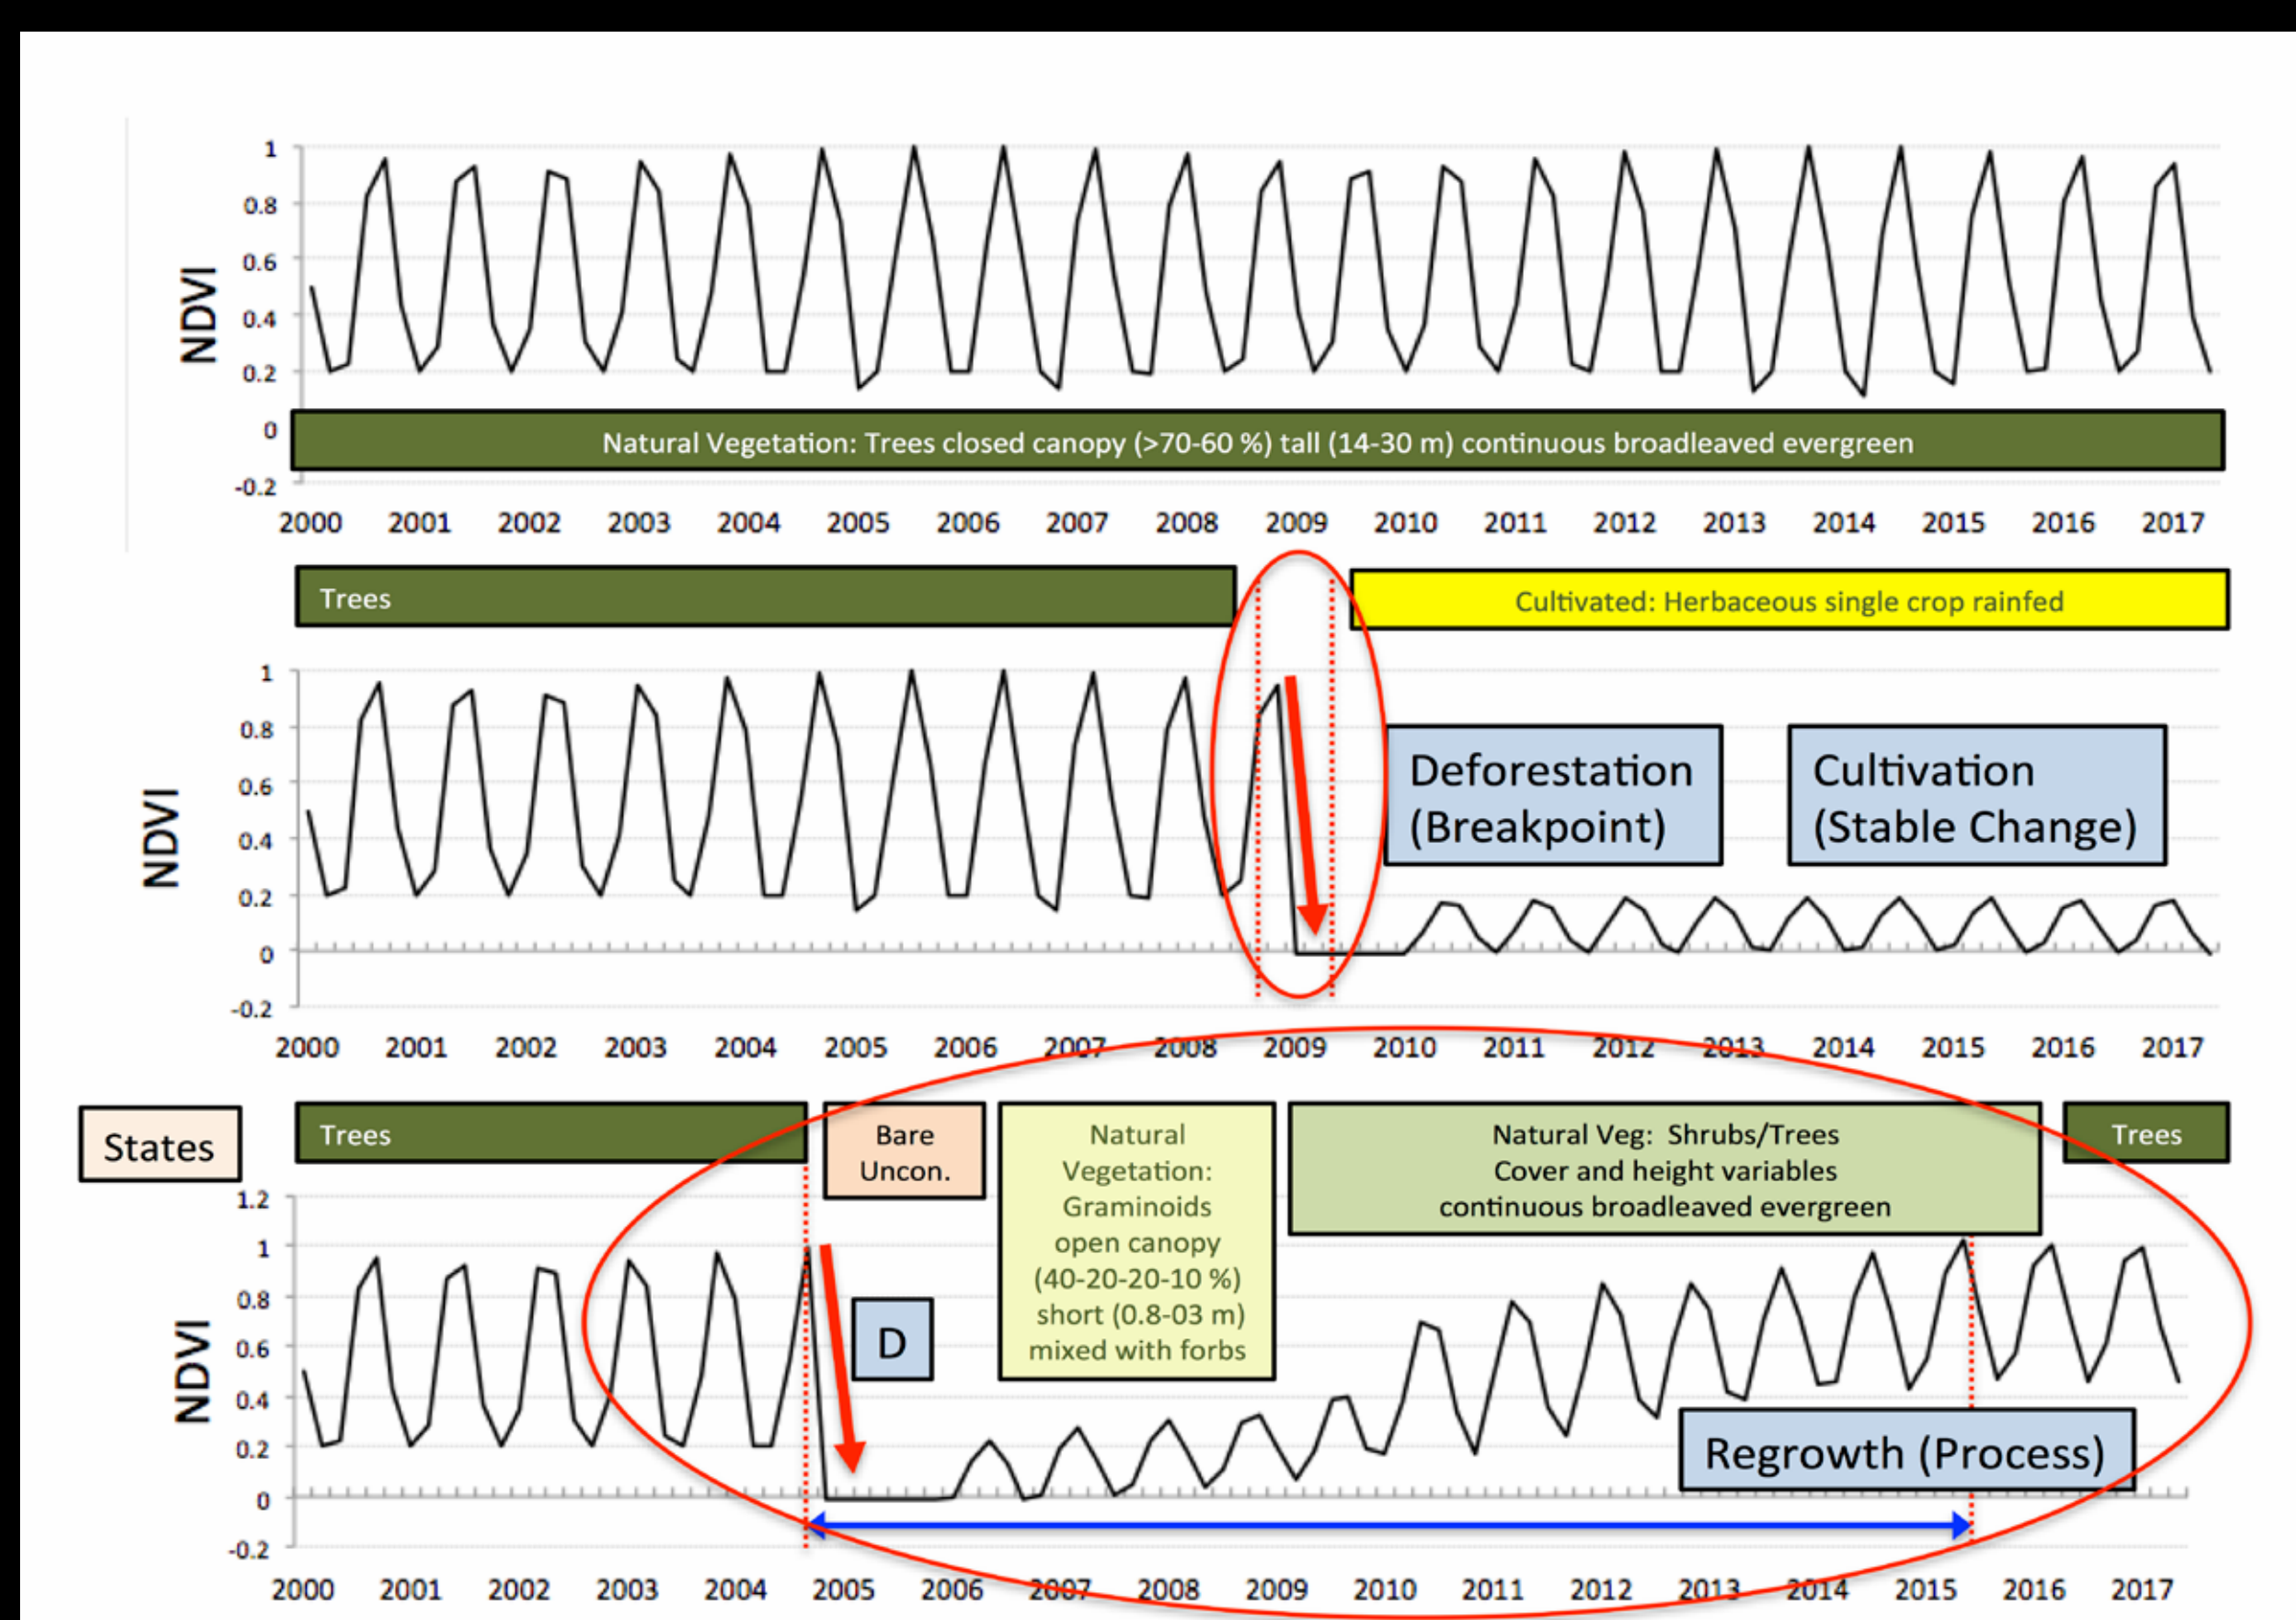 1
0.8
0.6
0.4
0.2
0
-0.2
NDVI
Natural Vegetation: Trees closed canopy (>70-60 %) tall (14-30 m) continuous broadleaved evergreen
2000 2001 2002 2003 2004 2005 2006 2007 2008 2009 2010 2011 2012 2013 2014 2015 2016 2017
Trees
Cultivated: Herbaceous single crop rainfed
1
0.8
0.6
0.4
0.2
0
-0.2
NDVI
Deforestation
(Breakpoint)
Cultivation
(Stable Change)
2000 2001 2002 2003 2004 2005 2006 2007 2008 2009 2010 2011 2012 2013 2014 2015 2016 2017
States
Trees
Bare
Uncon.
Natural
Vegetation:
Graminoids
open canopy
(40-20-20-10 %)
short (0.8-03 m)
mixed with forbs
Natural Veg: Shrubs/Trees
Cover and height variables
continuous broadleaved evergreen
Trees
1.2
1
0.8
0.6
0.4
0.2
0
-0.2
NDVI
D
Regrowth (Process)
2000 2001 2002 2003 2004 2005 2006 2007 2008 2009 2010 2011 2012 2013 2014 2015 2016 2017